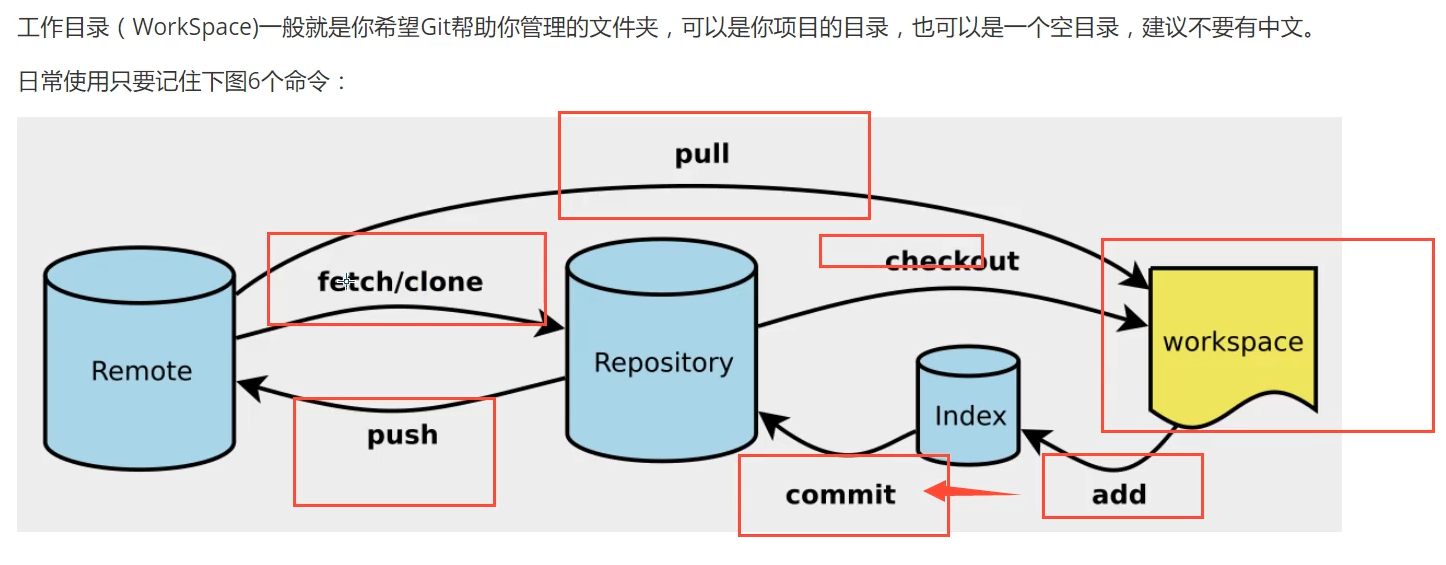 工作目录（WorkSpace)一般就是你希望Git帮助你管理的文件夹，可以是你项目的目录，也可以是一个空目录，建议不要有中文。
日常使用只要记住下图6个命令：
pull
fetch/clone
checkout
Remote
Repository
workspace
Index
push
commit
add